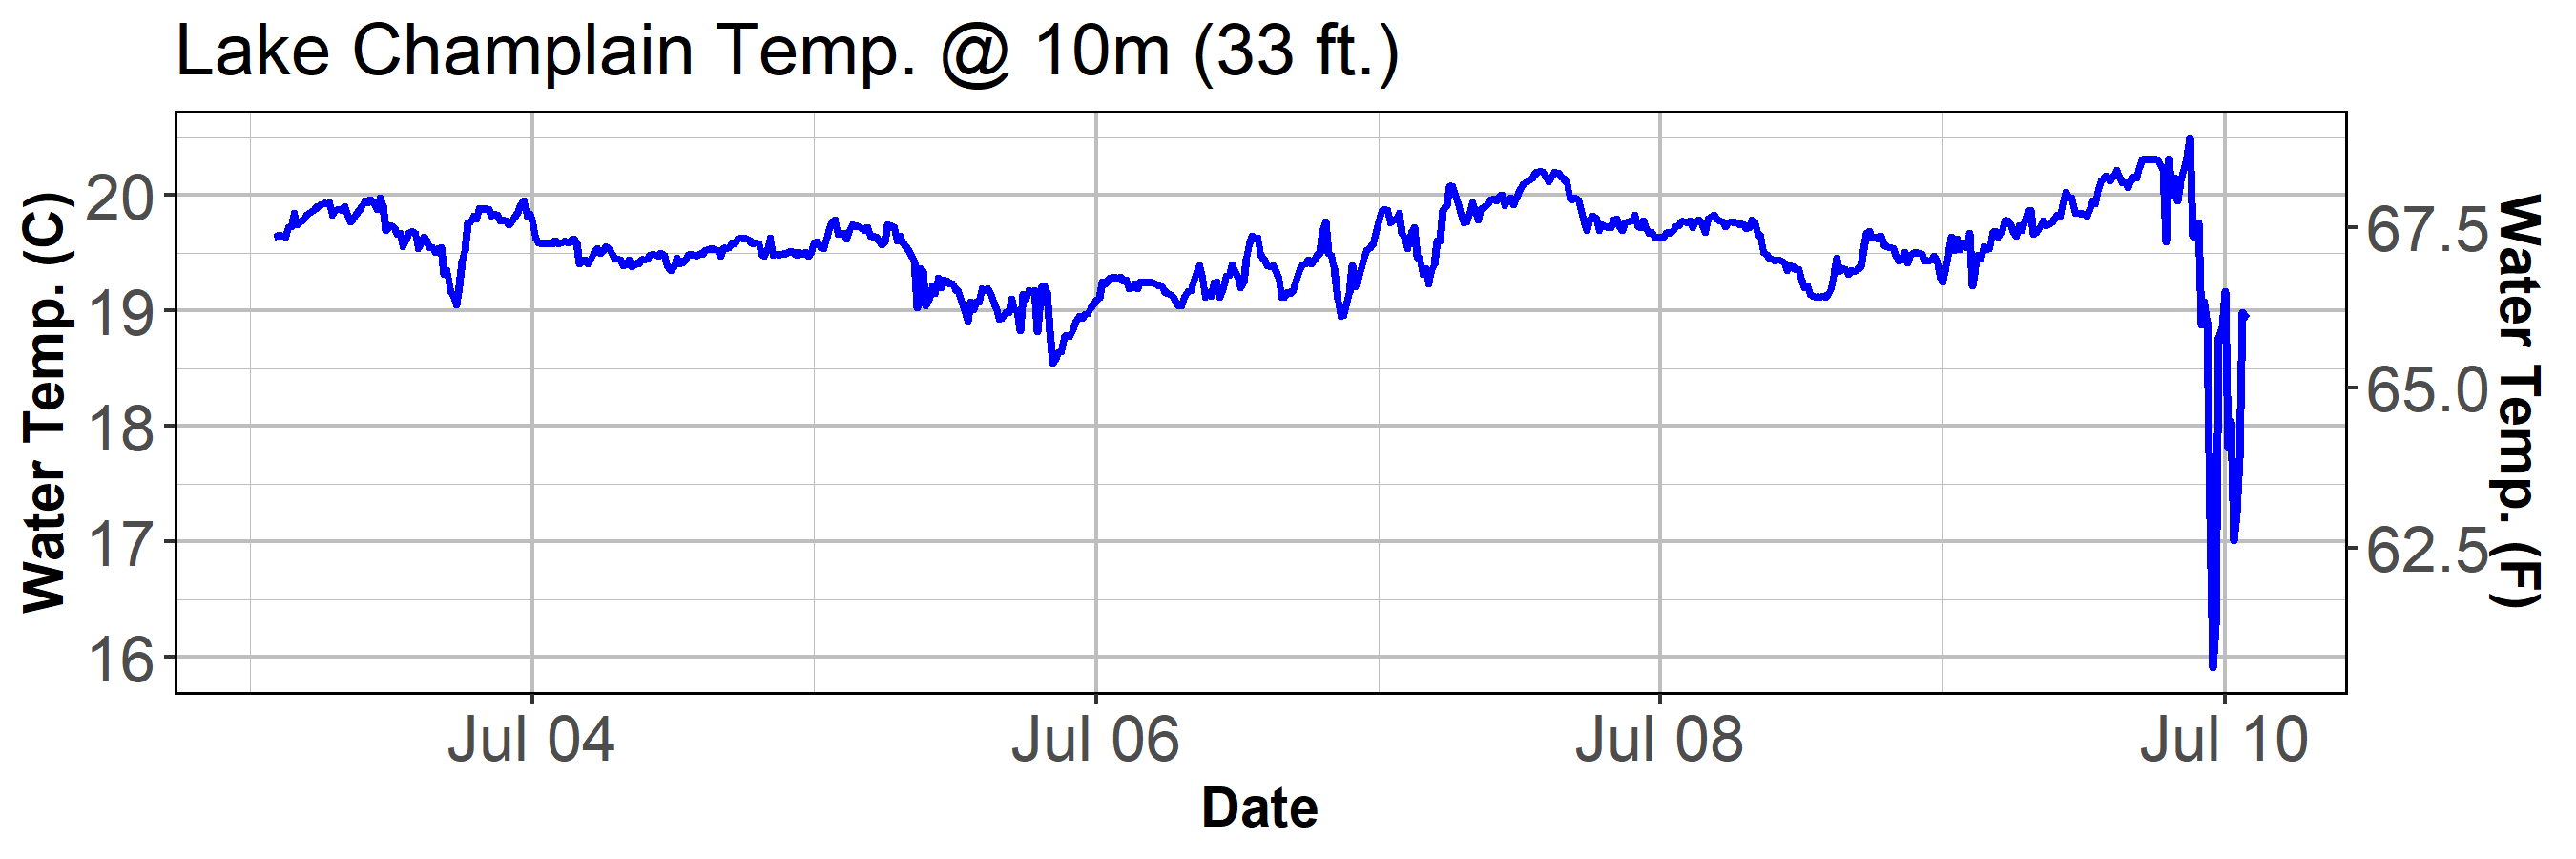 Lake Champlain Temp. @ 10m (33 ft.)
Water Temp. (C)
20
19
18
17
16
67.5
65.0
62.5
Water Temp. (F)
Jul 04
Jul 06
Jul 08
Jul 10
Date